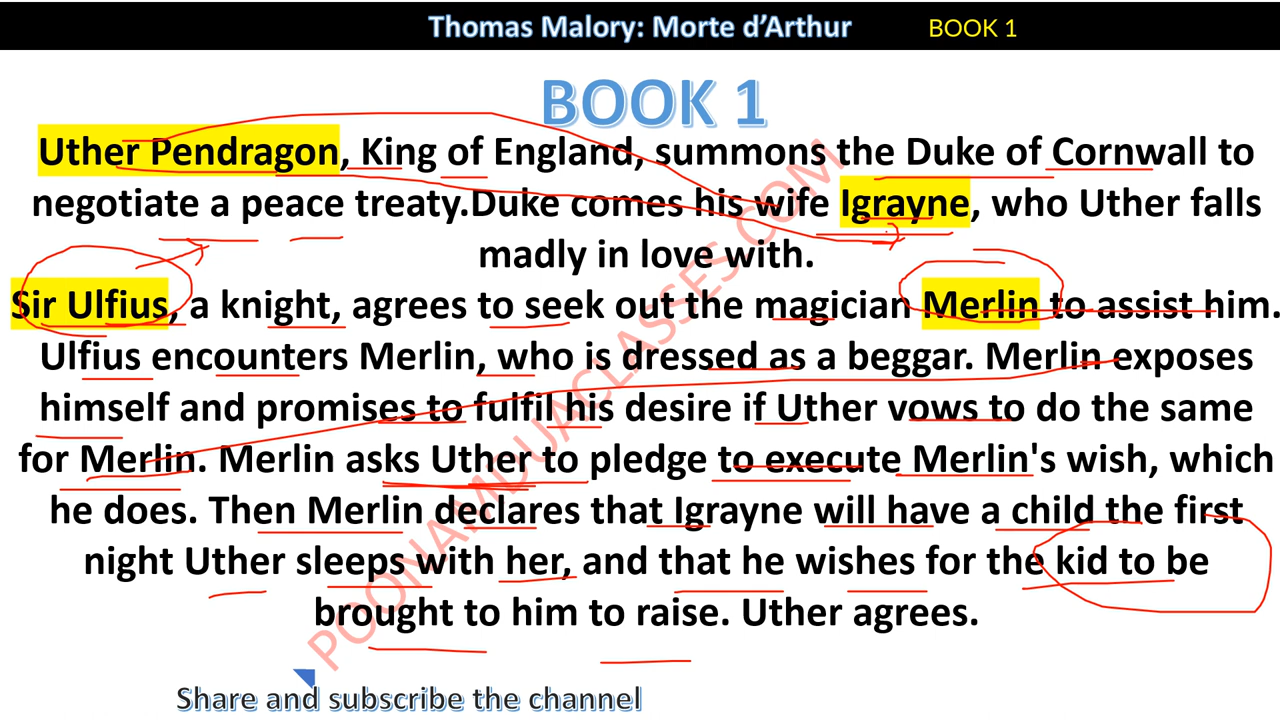 Thomas Malory: Morte d'Arthur BOOK 1
BOOK 1
Uther Pendragon, King of England, summons the Duke of Cornwall to
negotiate a peace treaty.Duke comes his wife Igrayne, who Uther falls
madly in love with.
Sir Ulfius, a knight, agrees to seek out the magician Merlin to assist him.
Ulfius encounters Merlin, who is dressed as a beggar. Merlin exposes
himself and promises to fulfil his desire if Uther vows to do the same
for Merlin. Merlin asks Uther to pledge to execute Merlin's wish, which
he does. Then Merlin declares that Igrayne will have a child the first
night Uther sleeps with her, and that he wishes for the kid to be
brought to him to raise. Uther agrees.
POONAMDUACLASSES.COM
Share and subscribe the channel